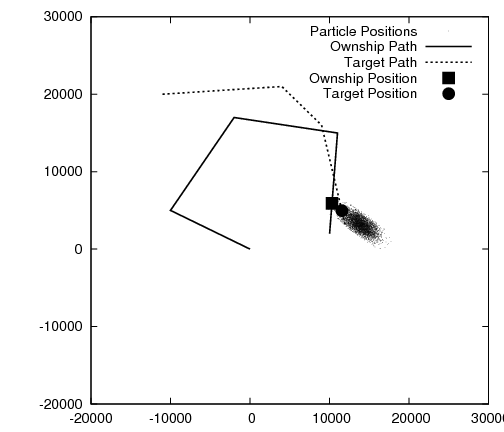 30000
20000
10000
0
-10000
-20000
-20000 -10000 0 10000 20000 30000
Particle Positions
Ownship Path
Target Path
Ownship Position
Target Position